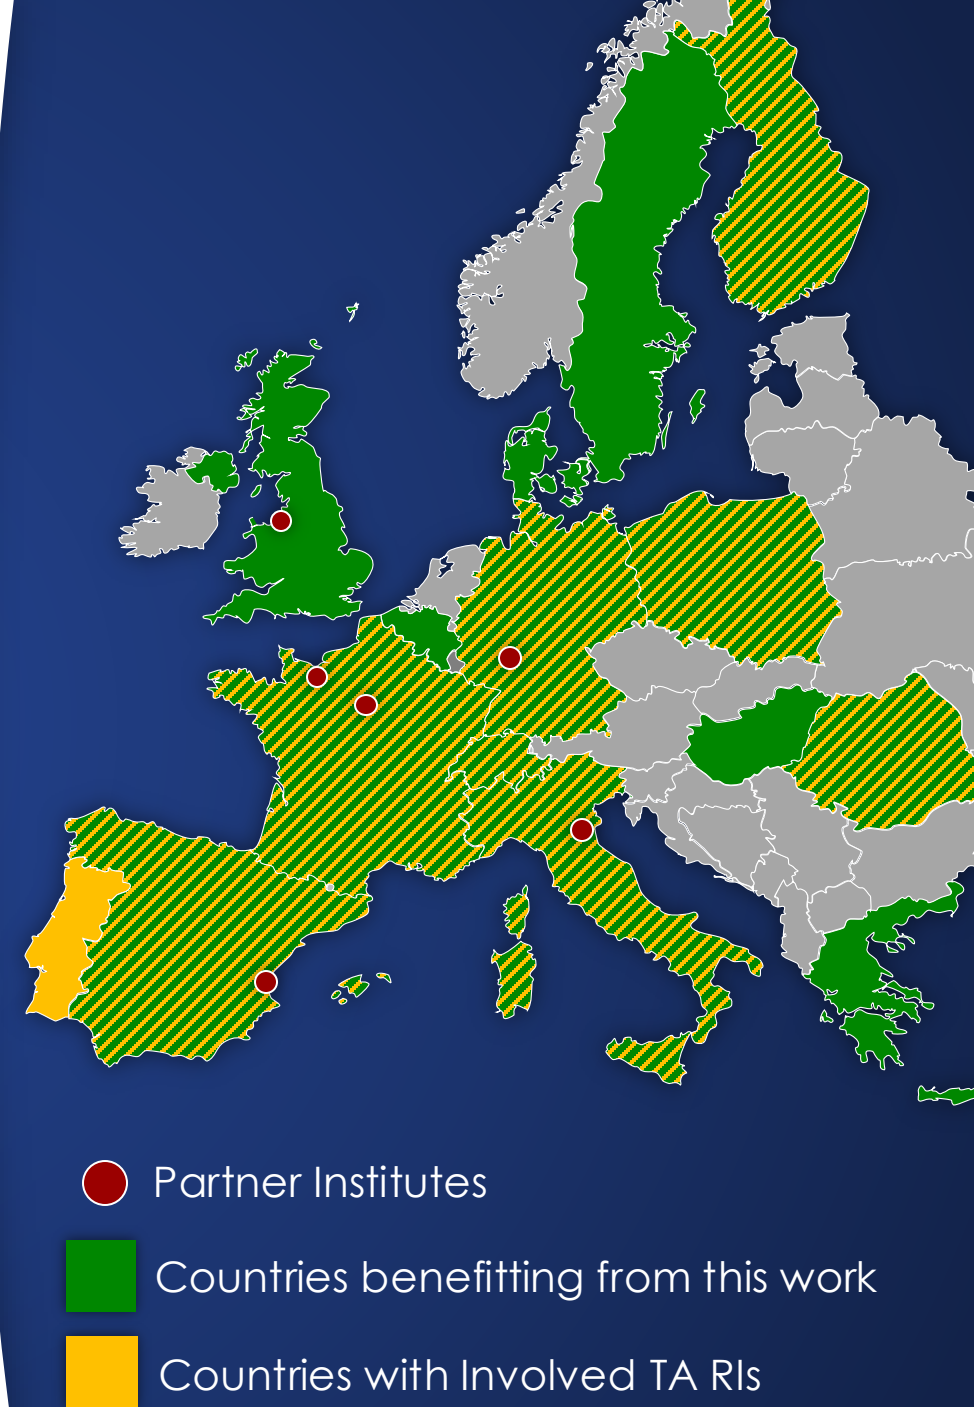 Partner Institutes
Countries benefitting from this work
Countries with Involved TA RIs